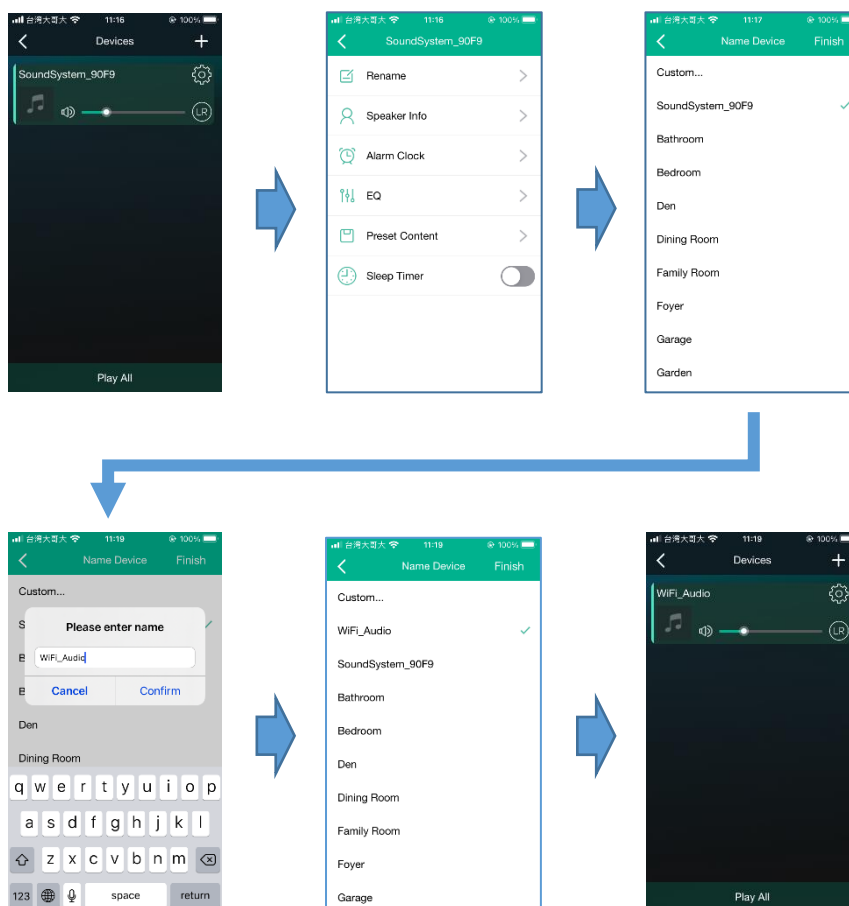 台灣大哥大 11:16 100%
Devices +
SoundSystem_90F9
LR
Play All
台灣大哥大 11:16 100%
SoundSystem_90F9
Rename
Speaker Info
Alarm Clock
EQ
Preset Content
Sleep Timer
台灣大哥大 11:17 100%
Name Device Finish
Custom...
SoundSystem_90F9
Bathroom
Bedroom
Den
Dining Room
Family Room
Foyer
Garage
Garden
台灣大哥大 11:19 100%
Name Device Finish
Custom...
S
Please enter name
B WiFi_Audio
B Cancel Confirm
Den
Dining Room
q w e r t y u i o p
a s d f g h j k l
z x c v b n m
123 space return
台灣大哥大 11:19 100%
Name Device Finish
Custom...
WiFi_Audio
SoundSystem_90F9
Bathroom
Bedroom
Den
Dining Room
Family Room
Foyer
Garage
台灣大哥大 11:19 100%
Devices +
WiFi_Audio
LR
Play All